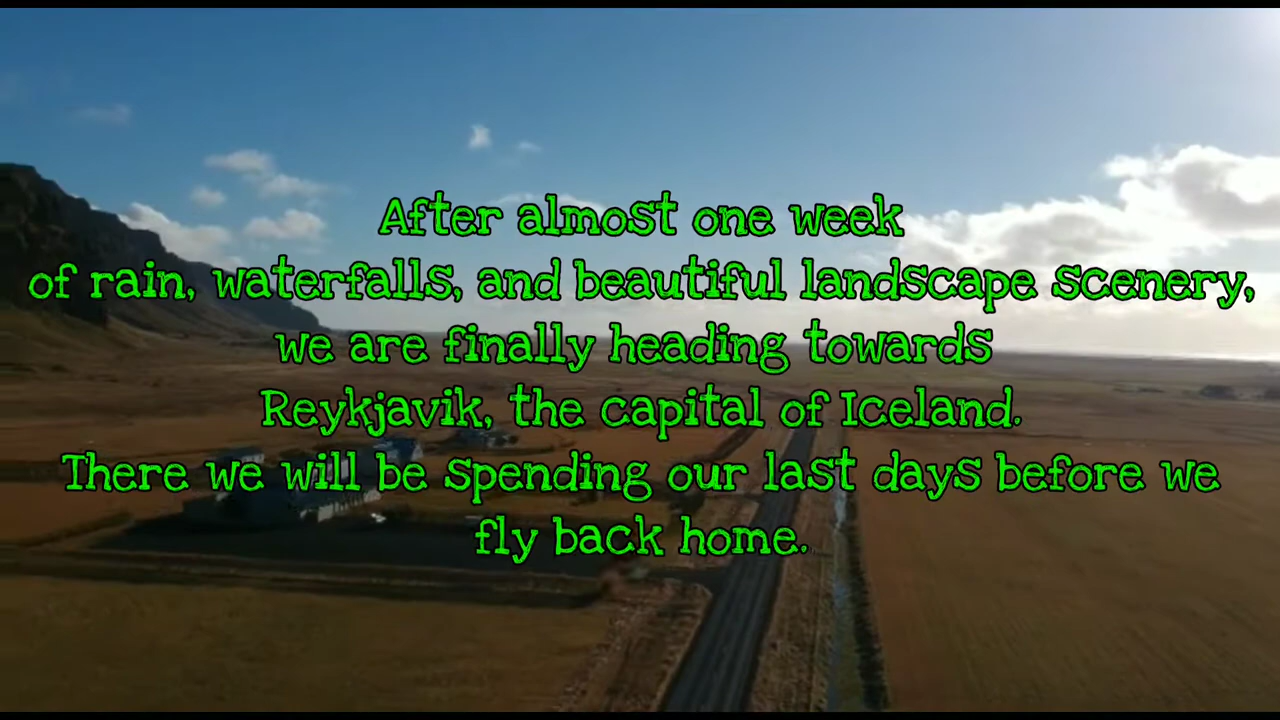 After almost one week
of rain, waterfalls, and beautiful landscape scenery,
we are finally heading towards
Reykjavik, the capital of Iceland.
There we will be spending our last days before we
fly back home.